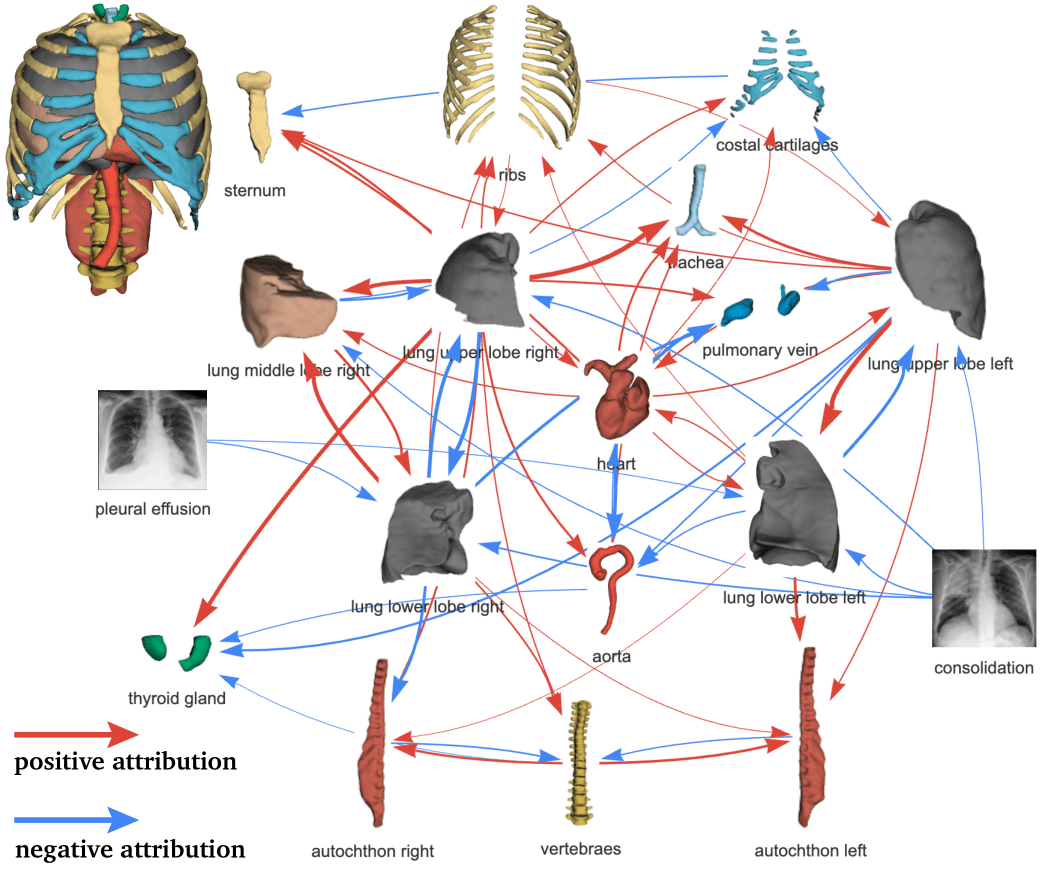 sternum
ribs
costal cartilages
trachea
lung middle lobe right
lung upper lobe right
pulmonary vein
lung upper lobe left
heart
pleural effusion
lung lower lobe right
lung lower lobe left
aorta
consolidation
thyroid gland
positive attribution
negative attribution
autochthon right
vertebraes
autochthon left